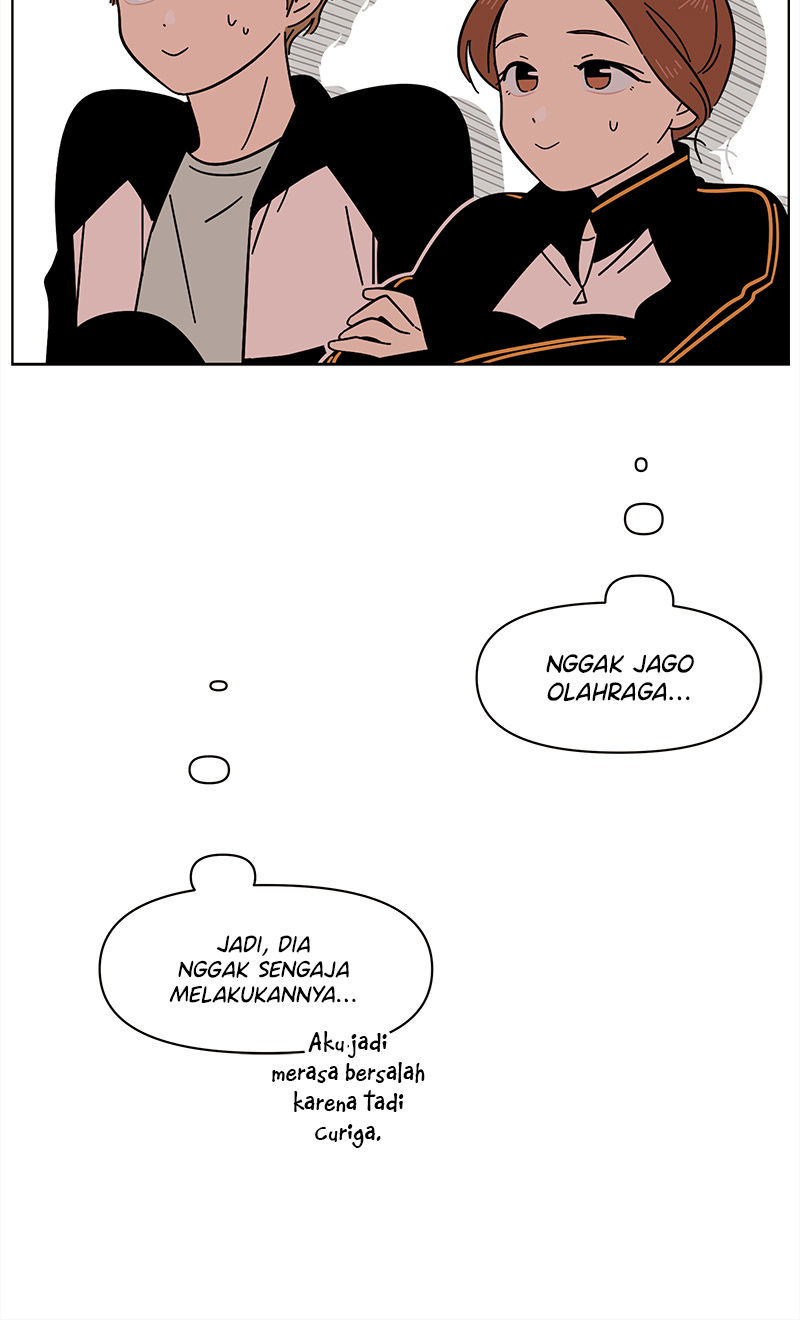 NGGAK JAGO
OLAHRAGA...
JADI, DIA
NGGAK SENGAJA
MELAKUKANNYA...
Aku jadi
merasa bersalah
karena tadi
curiga.